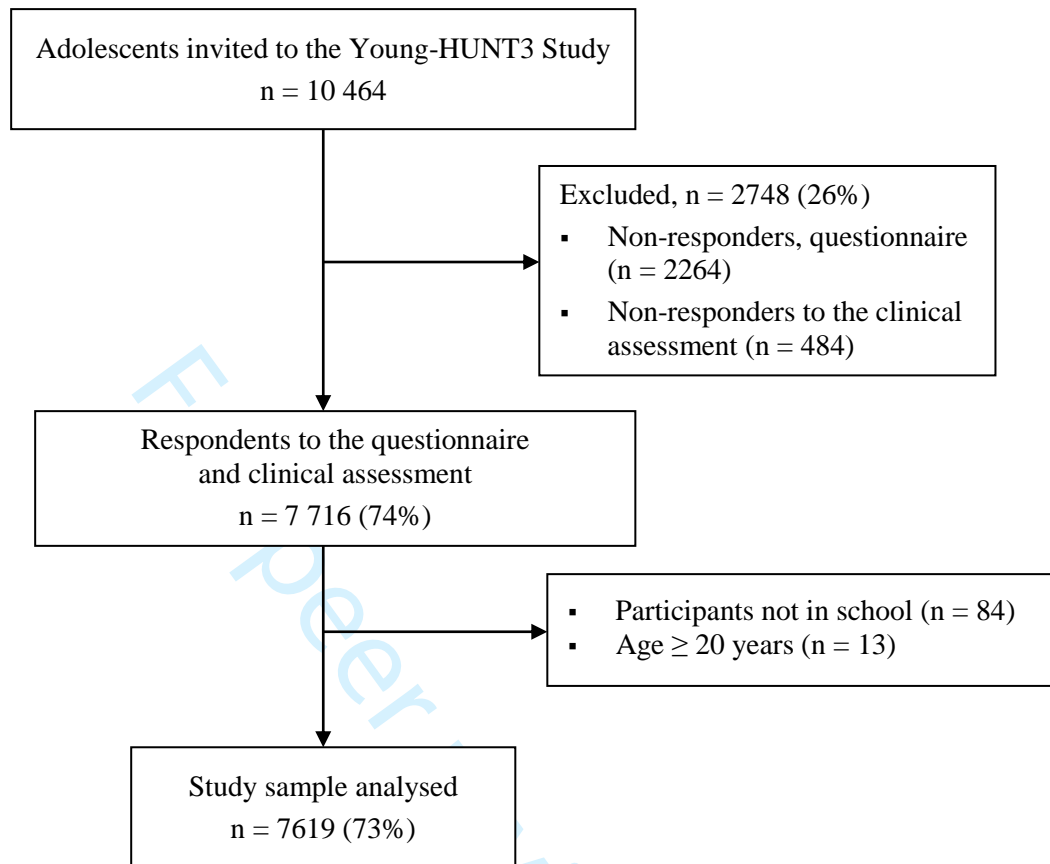 Adolescents invited to the Young-HUNT3 Study
n = 10 464
Excluded, n = 2748 (26%)
▪ Non-responders, questionnaire
(n = 2264)
▪ Non-responders to the clinical
assessment (n = 484)
Respondents to the questionnaire
and clinical assessment
n = 7 716 (74%)
▪ Participants not in school (n = 84)
▪ Age ≥ 20 years (n = 13)
Study sample analysed
n = 7619 (73%)
peer